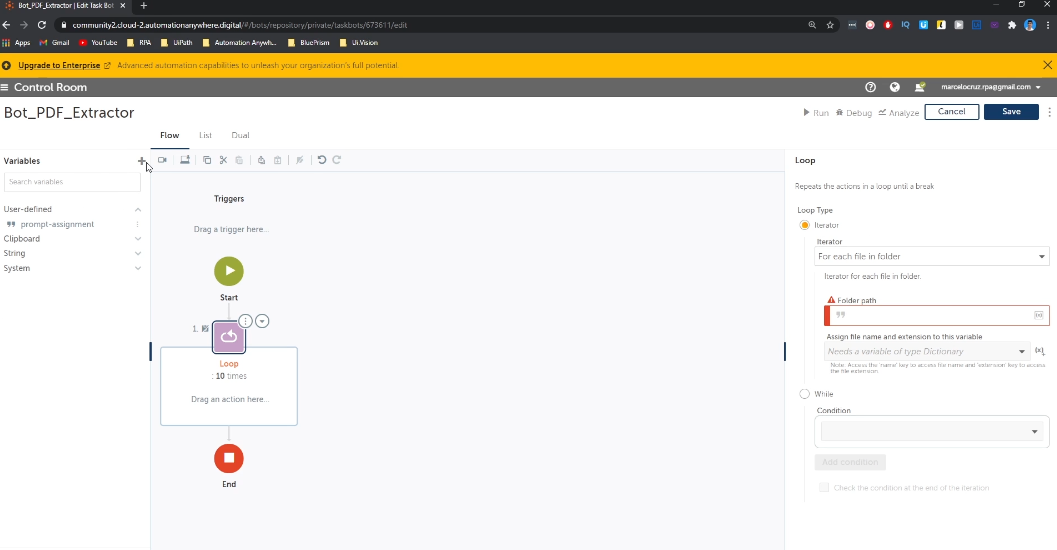 Bot_PDF_Extractor | Edit Task Bot
community2.cloud-2.automationanywhere.digital/#/bots/repository/private/taskbots/673611/edit
Apps Gmail YouTube RPA UiPath Automation Anywh... BluePrism Ui.Vision
Upgrade to Enterprise Advanced automation capabilities to unleash your organization's full potential.
Control Room marcelocruz.rpa@gmail.com
Bot_PDF_Extractor Run Debug Analyze Cancel Save
Flow List Dual
Variables
Search variables
User-defined
prompt-assignment
Clipboard
String
System
Triggers
Drag a trigger here...
Start
1.
Loop
: 10 times
Drag an action here...
End
Loop
Repeats the actions in a loop until a break
Loop Type
Iterator
Iterator
For each file in folder
Iterator for each file in folder.
Folder path
Assign file name and extension to this variable
Needs a variable of type Dictionary
(x)
Note: Access the 'name' key to access file name and 'extension' key to access
the file extension
While
Condition
Add condition
Check the condition at the end of the iteration